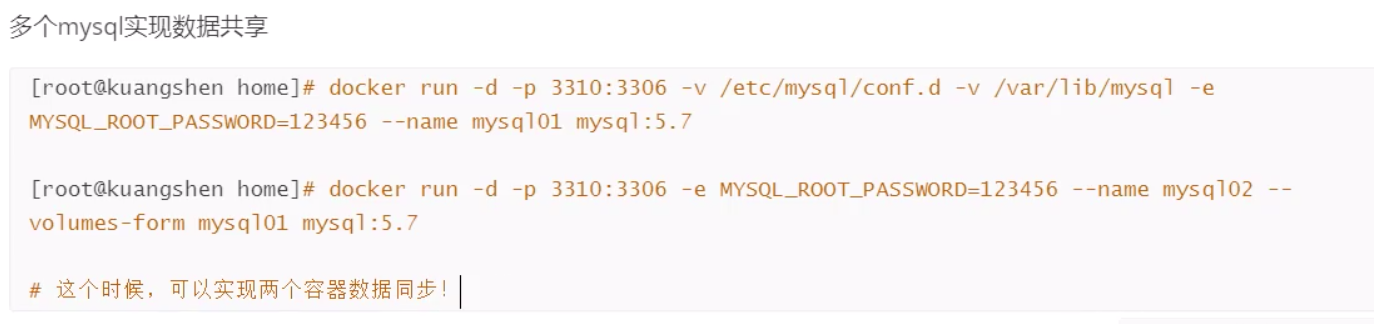 多个mysql实现数据共享
[root@kuangshen home]# docker run -d -p 3310:3306 -v /etc/mysql/conf.d -v /var/lib/mysql -e
MYSQL_ROOT_PASSWORD=123456 --name mysql01 mysql:5.7
[root@kuangshen home]# docker run -d -p 3310:3306 -e MYSQL_ROOT_PASSWORD=123456 --name mysql02 --
volumes-form mysql01 mysql:5.7
# 这个时候，可以实现两个容器数据同步！